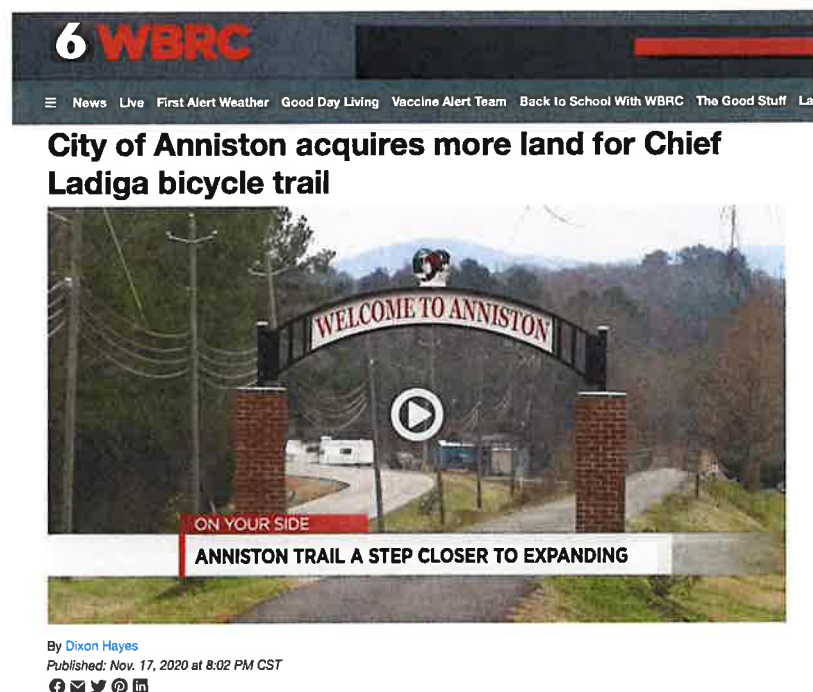 6 WBRC
☰ News Live First Alert Weather Good Day Living Vaccine Alert Team Back to School With WBRC The Good Stuff La
City of Anniston acquires more land for Chief
Ladiga bicycle trail
WELCOME TO ANNISTON
ON YOUR SIDE
ANNISTON TRAIL A STEP CLOSER TO EXPANDING
By Dixon Hayes
Published: Nov. 17, 2020 at 8:02 PM CST